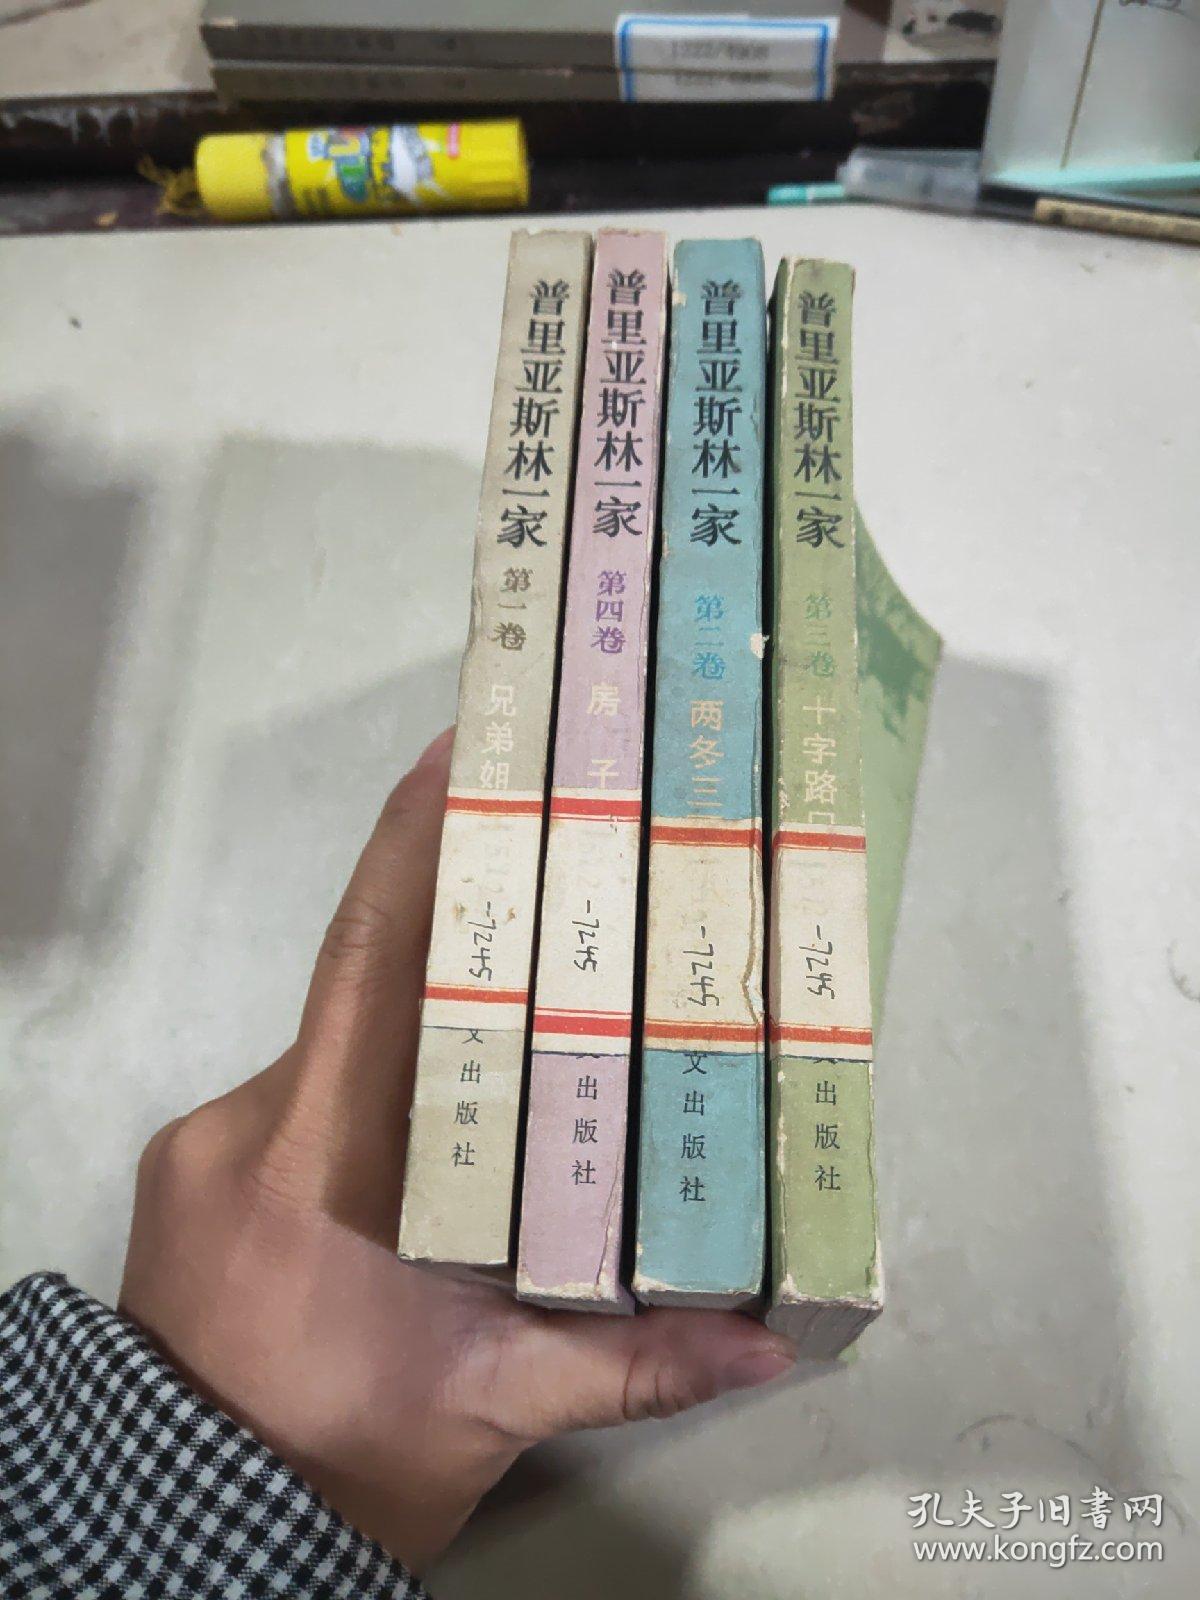 普里亚斯林一家 第一卷 兄弟姐
-7245
文出版社
普里亚斯林一家 第四卷 房子
-7245
出版社
普里亚斯林一家 第二卷 两冬三
-7245
文出版社
普里亚斯林一家 第三卷 十字路口
-7245
文出版社
孔夫子旧书网
www.kongfz.com